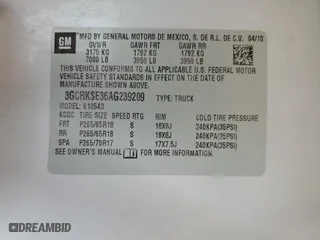 GM
MFD BY GENERAL MOTORS DE MEXICO, S. DE R.L. DE C.V. 04/10
GVWR GAWR FRT GAWR RR
3175 KG 1792 KG 1792 KG
7000 LB 3950 LB 3950 LB
THIS VEHICLE CONFORMS TO ALL APPLICABLE U.S. FEDERAL MOTOR VEHICLE SAFETY AND THEFT PREVENTION STANDARDS IN EFFECT ON THE DATE OF MANUFACTURE SHOWN ABOVE.
3GCRKSE36AG239209 TYPE: TRUCK
MODEL: K10543
TIRE SIZE SPEED RTG RIM COLD TIRE PRESSURE
FRT P265/65R18 S 18X8J 240KPA(35PSI)
RR P265/65R18 S 18X8J 240KPA(35PSI)
SPA P265/70R17 S 17X7.5J 240KPA(35PSI)
SEE OWNER'S MANUAL FOR MORE INFORMATION.
DREAMBID